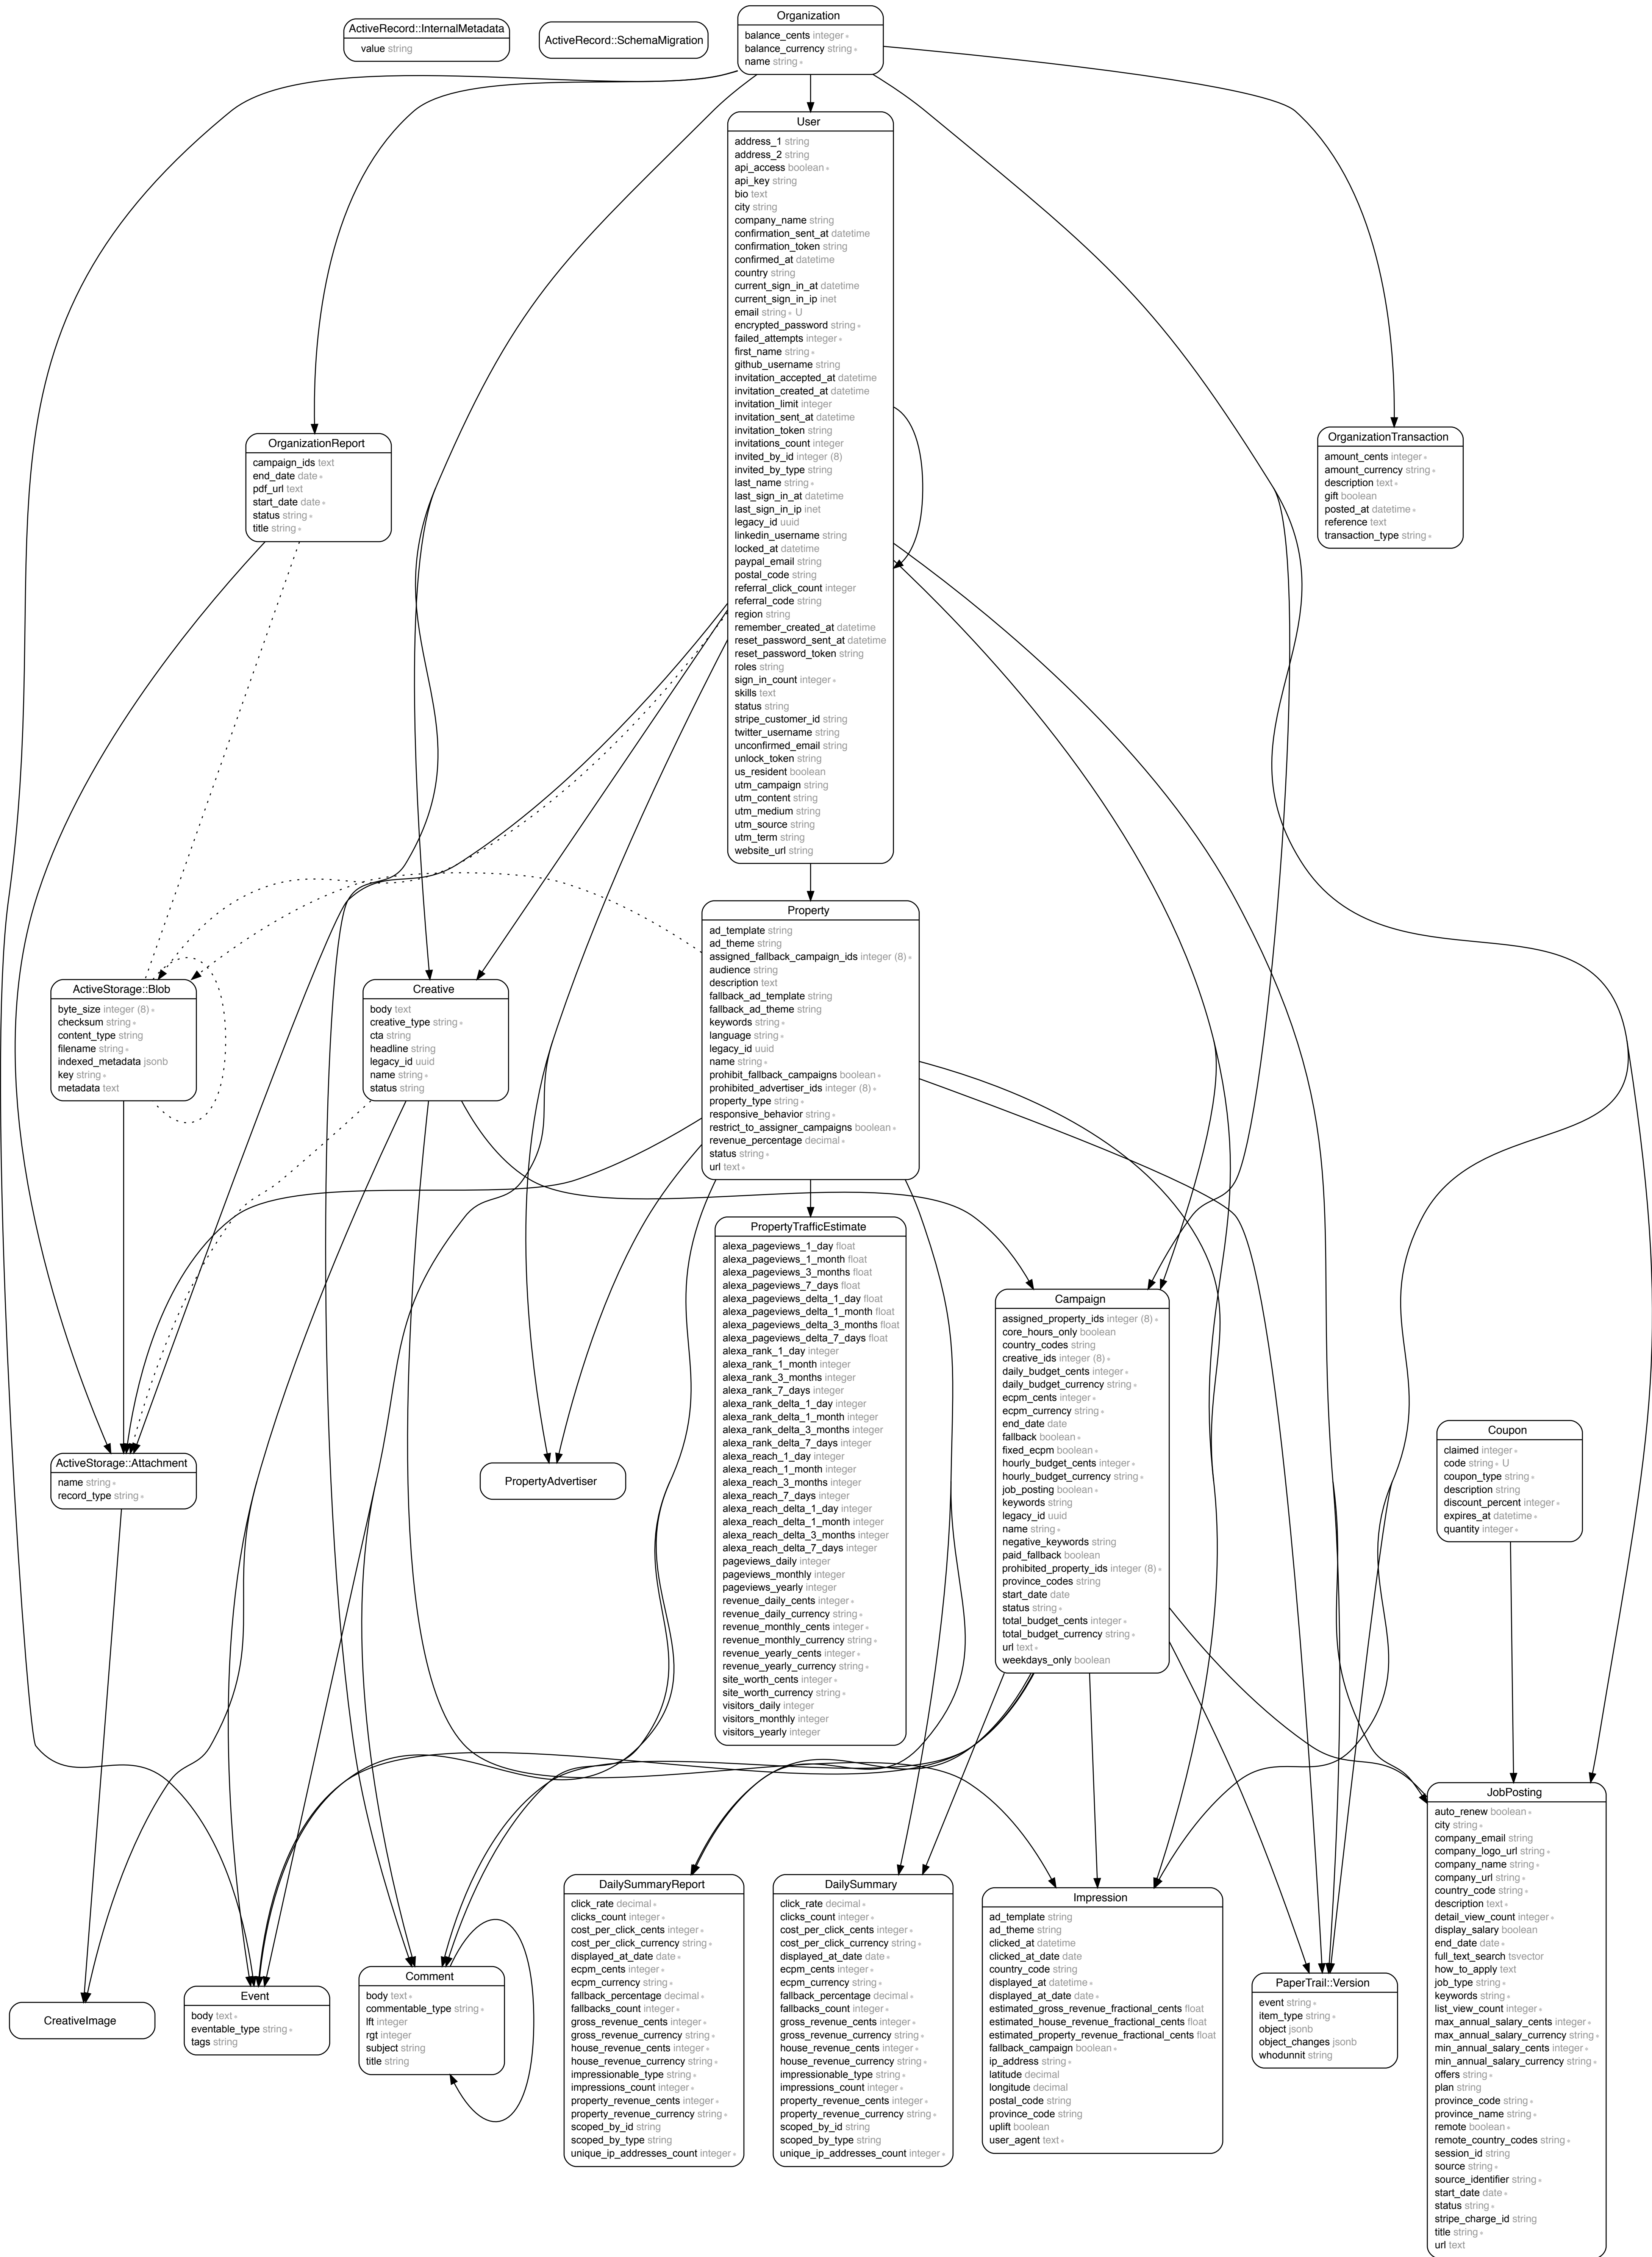 ActiveRecord::InternalMetadata
value string
ActiveRecord::SchemaMigration
Organization
balance_cents integer ∗
balance_currency string ∗
name string ∗
User
address_1 string
address_2 string
api_access boolean ∗
api_key string
bio text
city string
company_name string
confirmation_sent_at datetime
confirmation_token string
confirmed_at datetime
country string
current_sign_in_at datetime
current_sign_in_ip inet
email string ∗ U
encrypted_password string ∗
failed_attempts integer ∗
first_name string ∗
github_username string
invitation_accepted_at datetime
invitation_created_at datetime
invitation_limit integer
invitation_sent_at datetime
invitation_token string
invitations_count integer
invited_by_id integer (8)
invited_by_type string
last_name string ∗
last_sign_in_at datetime
last_sign_in_ip inet
legacy_id uuid
linkedin_username string
locked_at datetime
paypal_email string
postal_code string
referral_click_count integer
referral_code string
region string
remember_created_at datetime
reset_password_sent_at datetime
reset_password_token string
roles string
sign_in_count integer ∗
skills text
status string
stripe_customer_id string
twitter_username string
unconfirmed_email string
unlock_token string
us_resident boolean
utm_campaign string
utm_content string
utm_medium string
utm_source string
utm_term string
website_url string
OrganizationReport
campaign_ids text
end_date date ∗
pdf_url text
start_date date ∗
status string ∗
title string ∗
OrganizationTransaction
amount_cents integer ∗
amount_currency string ∗
description text ∗
gift boolean
posted_at datetime ∗
reference text
transaction_type string ∗
Property
ad_template string
ad_theme string
assigned_fallback_campaign_ids integer (8) ∗
audience string
description text
fallback_ad_template string
fallback_ad_theme string
keywords string ∗
language string ∗
legacy_id uuid
name string ∗
prohibit_fallback_campaigns boolean ∗
prohibited_advertiser_ids integer (8) ∗
property_type string ∗
responsive_behavior string ∗
restrict_to_assigner_campaigns boolean ∗
revenue_percentage decimal ∗
status string ∗
url text ∗
ActiveStorage::Blob
byte_size integer (8) ∗
checksum string ∗
content_type string
filename string ∗
indexed_metadata jsonb
key string ∗
metadata text
Creative
body text
creative_type string ∗
cta string
headline string
legacy_id uuid
name string ∗
status string
PropertyTrafficEstimate
alexa_pageviews_1_day float
alexa_pageviews_1_month float
alexa_pageviews_3_months float
alexa_pageviews_7_days float
alexa_pageviews_delta_1_day float
alexa_pageviews_delta_1_month float
alexa_pageviews_delta_3_months float
alexa_pageviews_delta_7_days float
alexa_rank_1_day integer
alexa_rank_1_month integer
alexa_rank_3_months integer
alexa_rank_7_days integer
alexa_rank_delta_1_day integer
alexa_rank_delta_1_month integer
alexa_rank_delta_3_months integer
alexa_rank_delta_7_days integer
alexa_reach_1_day integer
alexa_reach_1_month integer
alexa_reach_3_months integer
alexa_reach_7_days integer
alexa_reach_delta_1_day integer
alexa_reach_delta_1_month integer
alexa_reach_delta_3_months integer
alexa_reach_delta_7_days integer
pageviews_daily integer
pageviews_monthly integer
pageviews_yearly integer
revenue_daily_cents integer ∗
revenue_daily_currency string ∗
revenue_monthly_cents integer ∗
revenue_monthly_currency string ∗
revenue_yearly_cents integer ∗
revenue_yearly_currency string ∗
site_worth_cents integer ∗
site_worth_currency string ∗
visitors_daily integer
visitors_monthly integer
visitors_yearly integer
Campaign
assigned_property_ids integer (8) ∗
core_hours_only boolean
country_codes string
creative_ids integer (8) ∗
daily_budget_cents integer ∗
daily_budget_currency string ∗
ecpm_cents integer ∗
ecpm_currency string ∗
end_date date
fallback boolean ∗
fixed_ecpm boolean ∗
hourly_budget_cents integer ∗
hourly_budget_currency string ∗
job_posting boolean ∗
keywords string
legacy_id uuid
name string ∗
negative_keywords string
paid_fallback boolean
prohibited_property_ids integer (8) ∗
province_codes string
start_date date
status string ∗
total_budget_cents integer ∗
total_budget_currency string ∗
url text ∗
weekdays_only boolean
Coupon
claimed integer ∗
code string ∗ U
coupon_type string ∗
description string
discount_percent integer ∗
expires_at datetime ∗
quantity integer ∗
ActiveStorage::Attachment
name string ∗
record_type string ∗
PropertyAdvertiser
JobPosting
auto_renew boolean ∗
city string ∗
company_email string
company_logo_url string ∗
company_name string ∗
company_url string ∗
country_code string ∗
description text ∗
detail_view_count integer ∗
display_salary boolean
end_date date ∗
full_text_search tsvector
how_to_apply text
job_type string ∗
keywords string ∗
list_view_count integer ∗
max_annual_salary_cents integer ∗
max_annual_salary_currency string ∗
min_annual_salary_cents integer ∗
min_annual_salary_currency string ∗
offers string ∗
plan string
province_code string ∗
province_name string ∗
remote boolean ∗
remote_country_codes string ∗
session_id string
source string ∗
source_identifier string ∗
start_date date ∗
status string ∗
stripe_charge_id string
title string ∗
url text
CreativeImage
Event
body text ∗
eventable_type string ∗
tags string
Comment
body text ∗
commentable_type string ∗
lft integer
rgt integer
subject string
title string
DailySummaryReport
click_rate decimal ∗
clicks_count integer ∗
cost_per_click_cents integer ∗
cost_per_click_currency string ∗
displayed_at_date date ∗
ecpm_cents integer ∗
ecpm_currency string ∗
fallback_percentage decimal ∗
fallbacks_count integer ∗
gross_revenue_cents integer ∗
gross_revenue_currency string ∗
house_revenue_cents integer ∗
house_revenue_currency string ∗
impressionable_type string ∗
impressions_count integer ∗
property_revenue_cents integer ∗
property_revenue_currency string ∗
scoped_by_id string
scoped_by_type string
unique_ip_addresses_count integer ∗
DailySummary
click_rate decimal ∗
clicks_count integer ∗
cost_per_click_cents integer ∗
cost_per_click_currency string ∗
displayed_at_date date ∗
ecpm_cents integer ∗
ecpm_currency string ∗
fallback_percentage decimal ∗
fallbacks_count integer ∗
gross_revenue_cents integer ∗
gross_revenue_currency string ∗
house_revenue_cents integer ∗
house_revenue_currency string ∗
impressionable_type string ∗
impressions_count integer ∗
property_revenue_cents integer ∗
property_revenue_currency string ∗
scoped_by_id string
scoped_by_type string
unique_ip_addresses_count integer ∗
Impression
ad_template string
ad_theme string
clicked_at datetime
clicked_at_date date
country_code string
displayed_at datetime ∗
displayed_at_date date ∗
estimated_gross_revenue_fractional_cents float
estimated_house_revenue_fractional_cents float
estimated_property_revenue_fractional_cents float
fallback_campaign boolean ∗
ip_address string ∗
latitude decimal
longitude decimal
postal_code string
province_code string
uplift boolean
user_agent text ∗
PaperTrail::Version
event string ∗
item_type string ∗
object jsonb
object_changes jsonb
whodunnit string